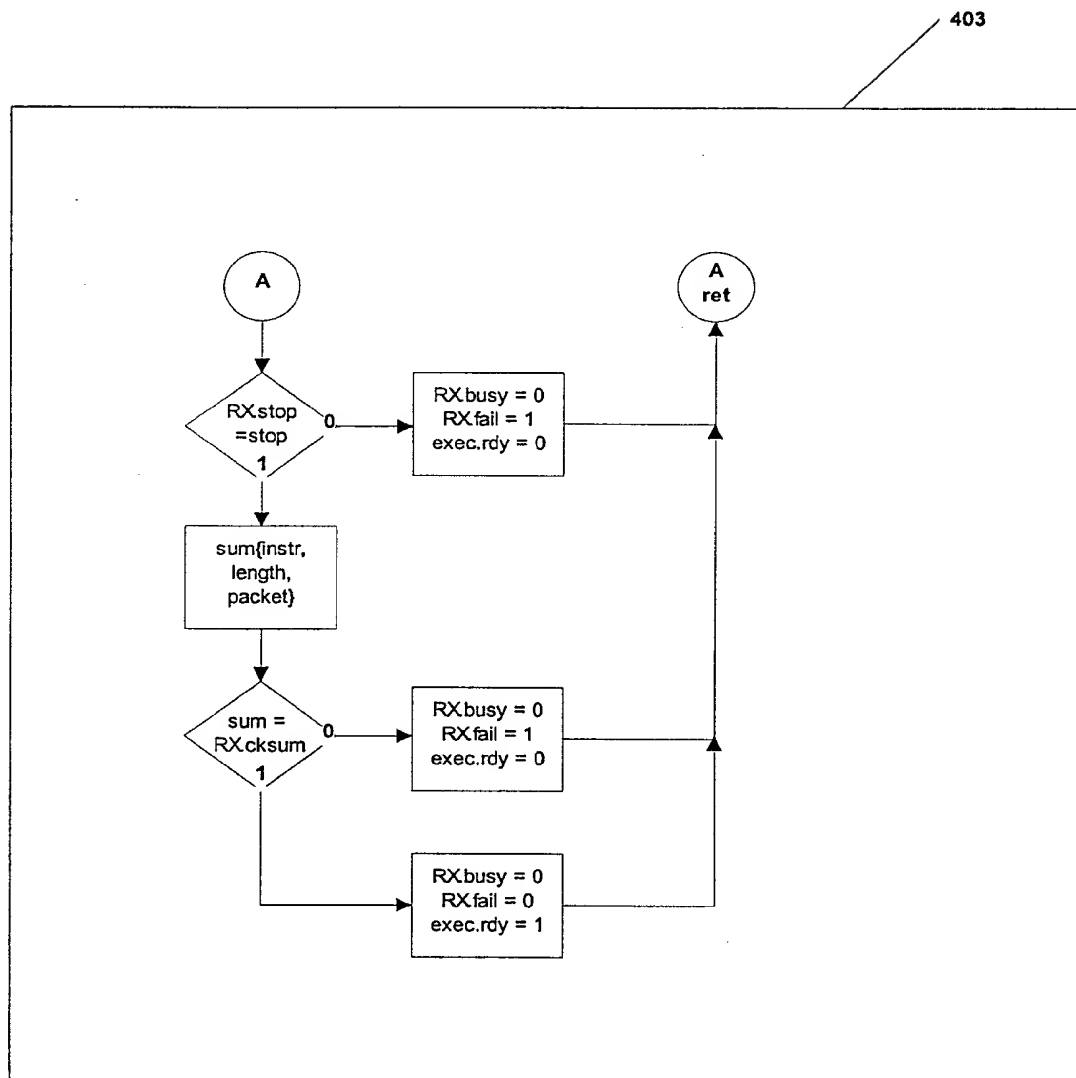 403
A
A
ret
RX.stop
=stop
0
1
RX.busy = 0
RX.fail = 1
exec.rdy = 0
sum{instr,
length,
packet}
sum =
RX.cksum
0
1
RX.busy = 0
RX.fail = 1
exec.rdy = 0
RX.busy = 0
RX.fail = 0
exec.rdy = 1